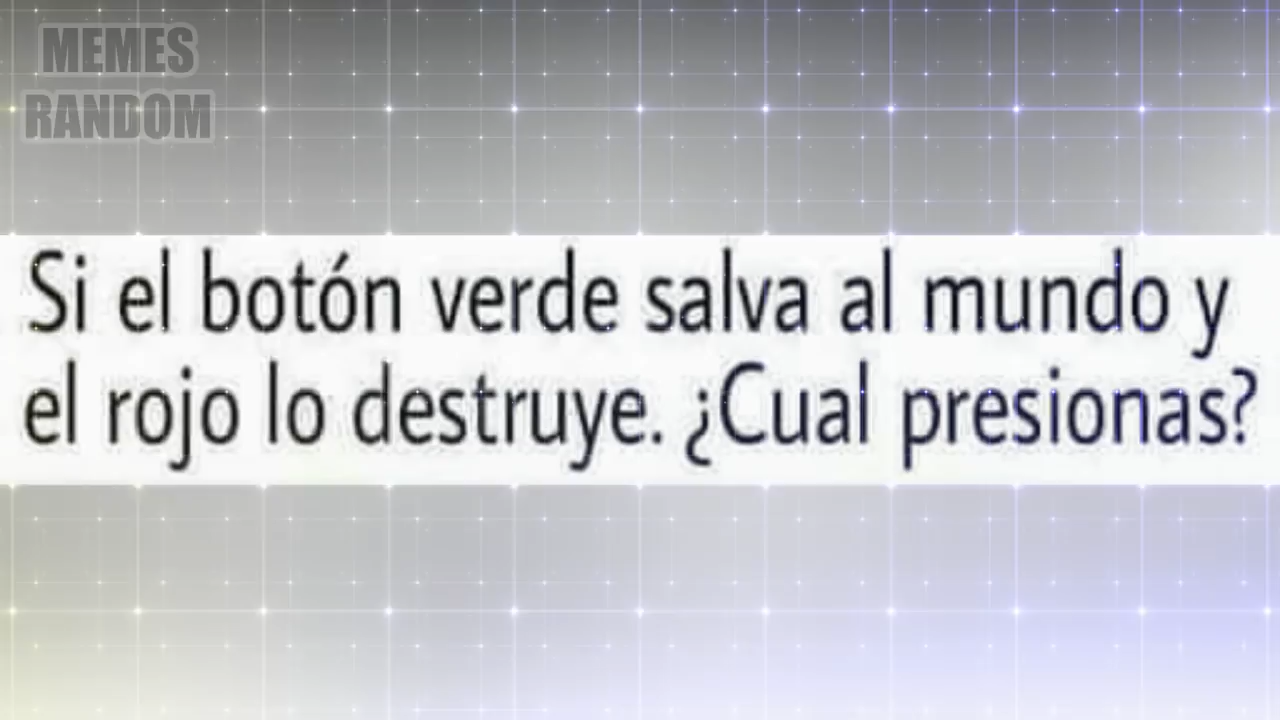 MEMES
RANDOM
Si el botón verde salva al mundo y
el rojo lo destruye. ¿Cual presionas?